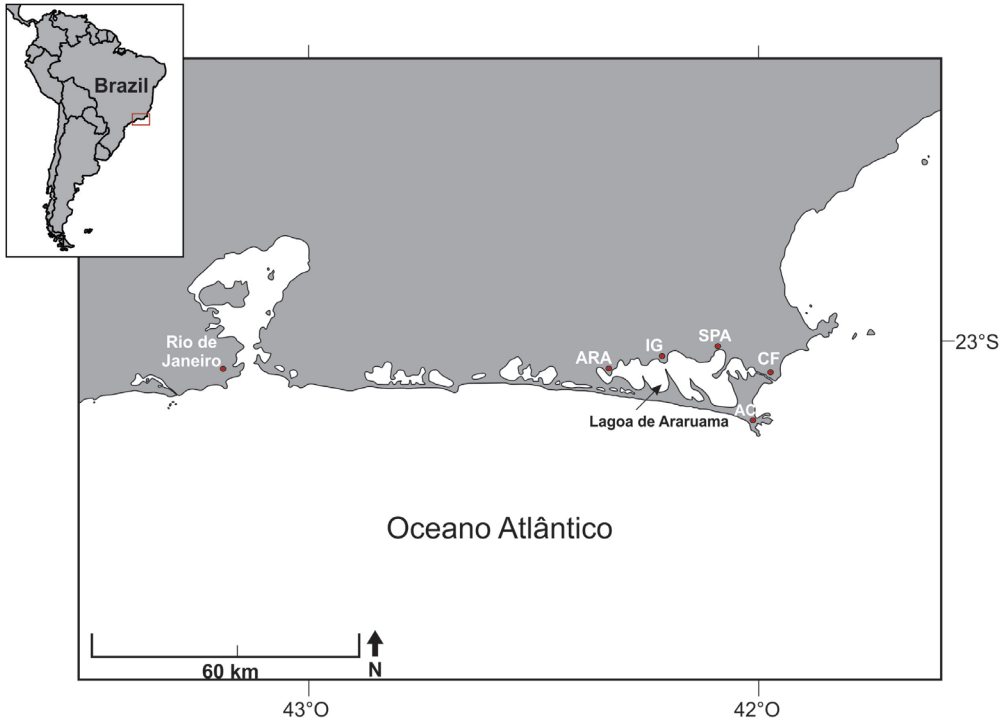 Brazil
23°S
Rio de
Janeiro
ARA
IG
SPA
CF
AC
Lagoa de Araruama
Oceano Atlântico
60 km
N
43°O
42°O